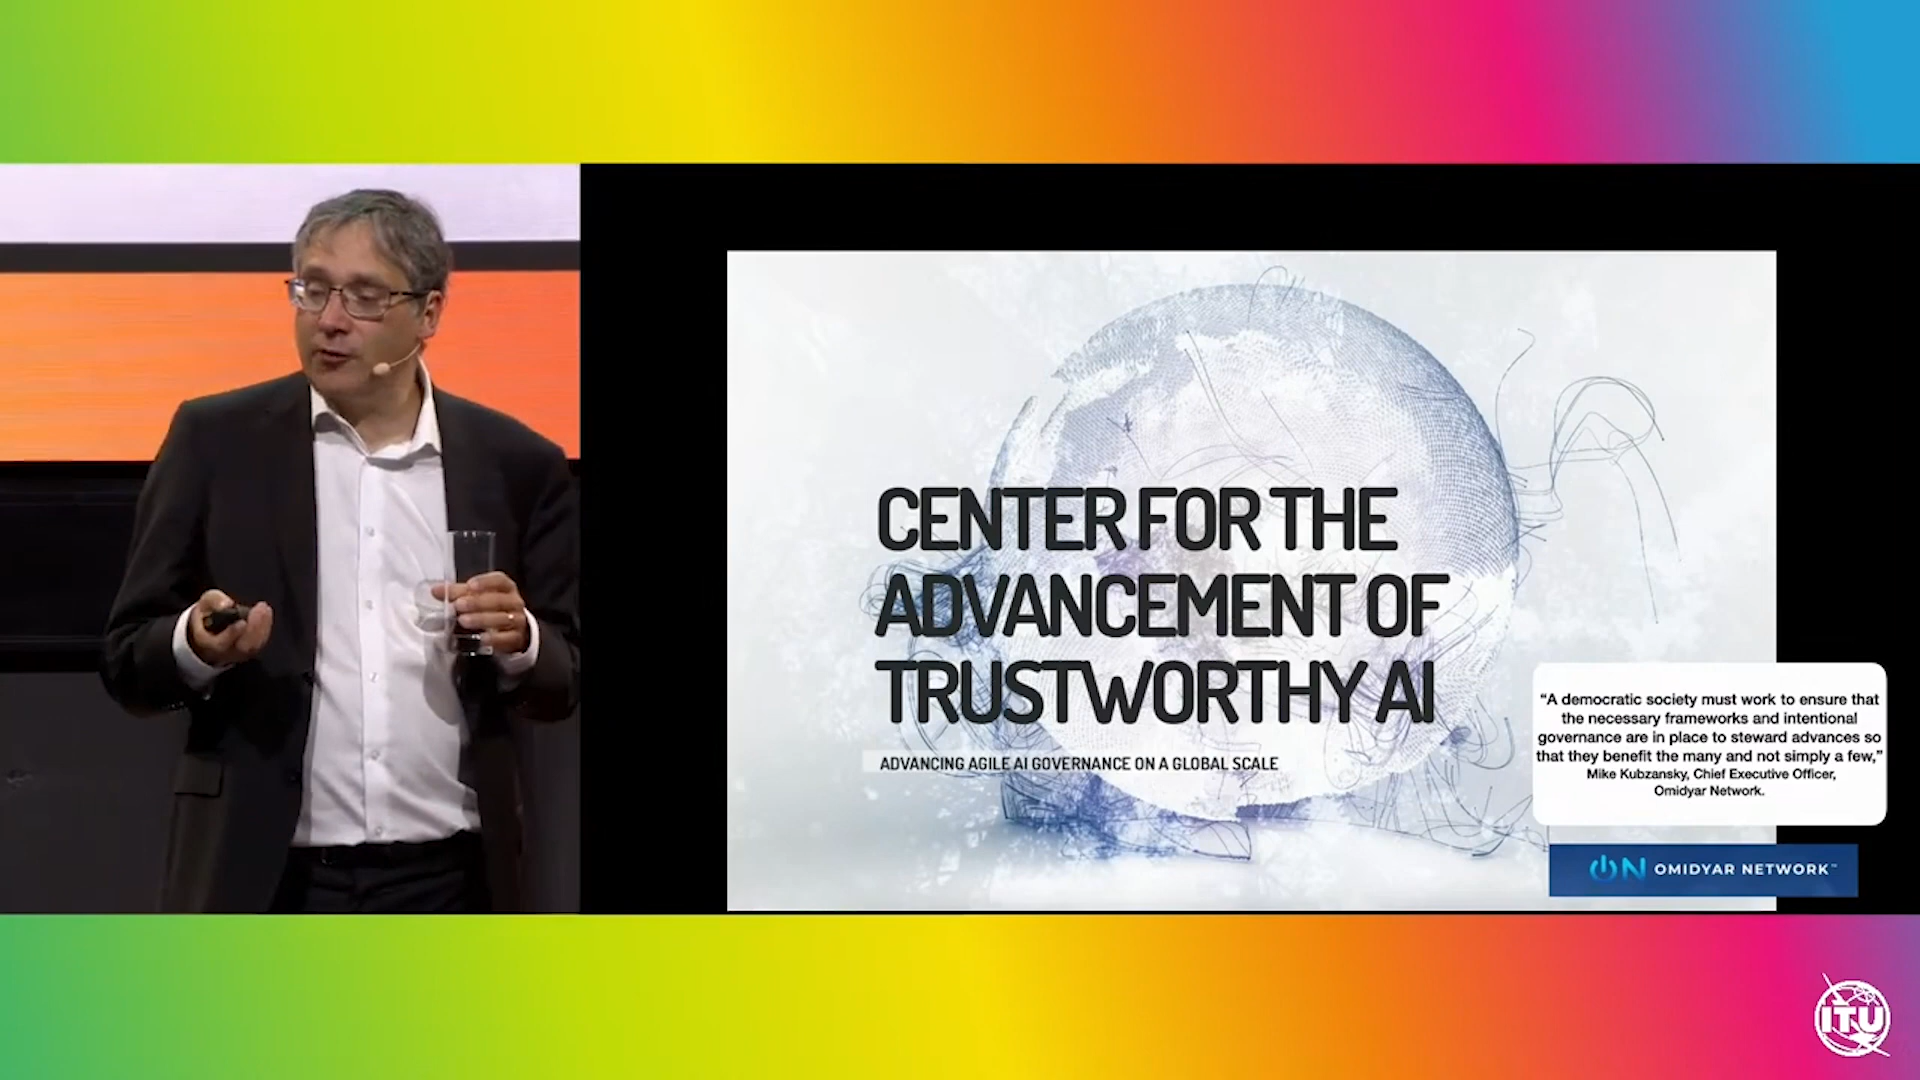 CENTER FOR THE
ADVANCEMENT OF
TRUSTWORTHY AI
ADVANCING AGILE AI GOVERNANCE ON A GLOBAL SCALE
“A democratic society must work to ensure that
the necessary frameworks and intentional
governance are in place to steward advances so
that they benefit the many and not simply a few,”
Mike Kubzansky, Chief Executive Officer,
Omidyar Network.
ON OMIDYAR NETWORK™
ITU